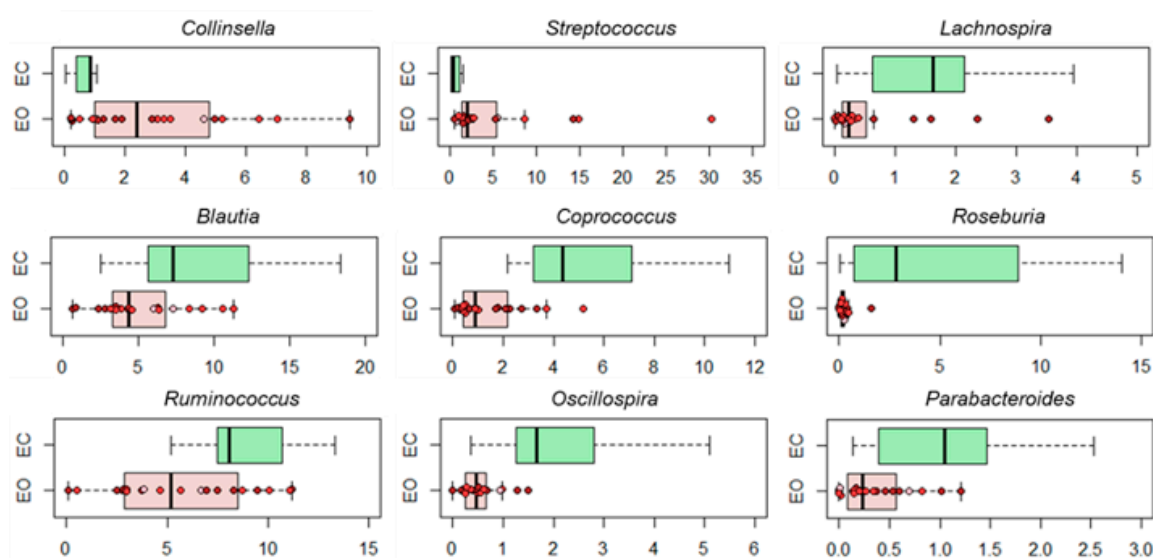 Collinsella Streptococcus Lachnospira
EC EC EC
EO EO EO
0 2 4 6 8 10 0 5 10 15 20 25 30 35 0 1 2 3 4 5
Blautia Coprococcus Roseburia
EC EC EC
EO EO EO
0 5 10 15 20 0 2 4 6 8 10 12 0 5 10 15
Ruminococcus Oscillospira Parabacteroides
EC EC EC
EO EO EO
0 5 10 15 0 1 2 3 4 5 6 0.0 0.5 1.0 1.5 2.0 2.5 3.0